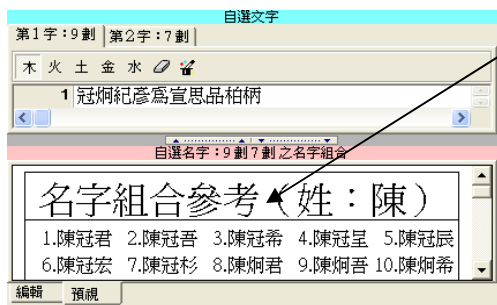 自選文字
第1字:9劃 第2字:7劃
木 火 土 金 水
1 冠炯紀彥爲宣思品柏柄
自選名字:9劃7劃之名字組合
名字組合參考(姓:陳)
1.陳冠君 2.陳冠吾 3.陳冠希 4.陳冠呈 5.陳冠辰
6.陳冠宏 7.陳冠杉 8.陳炯君 9.陳炯吾 10.陳炯希
編輯 預視